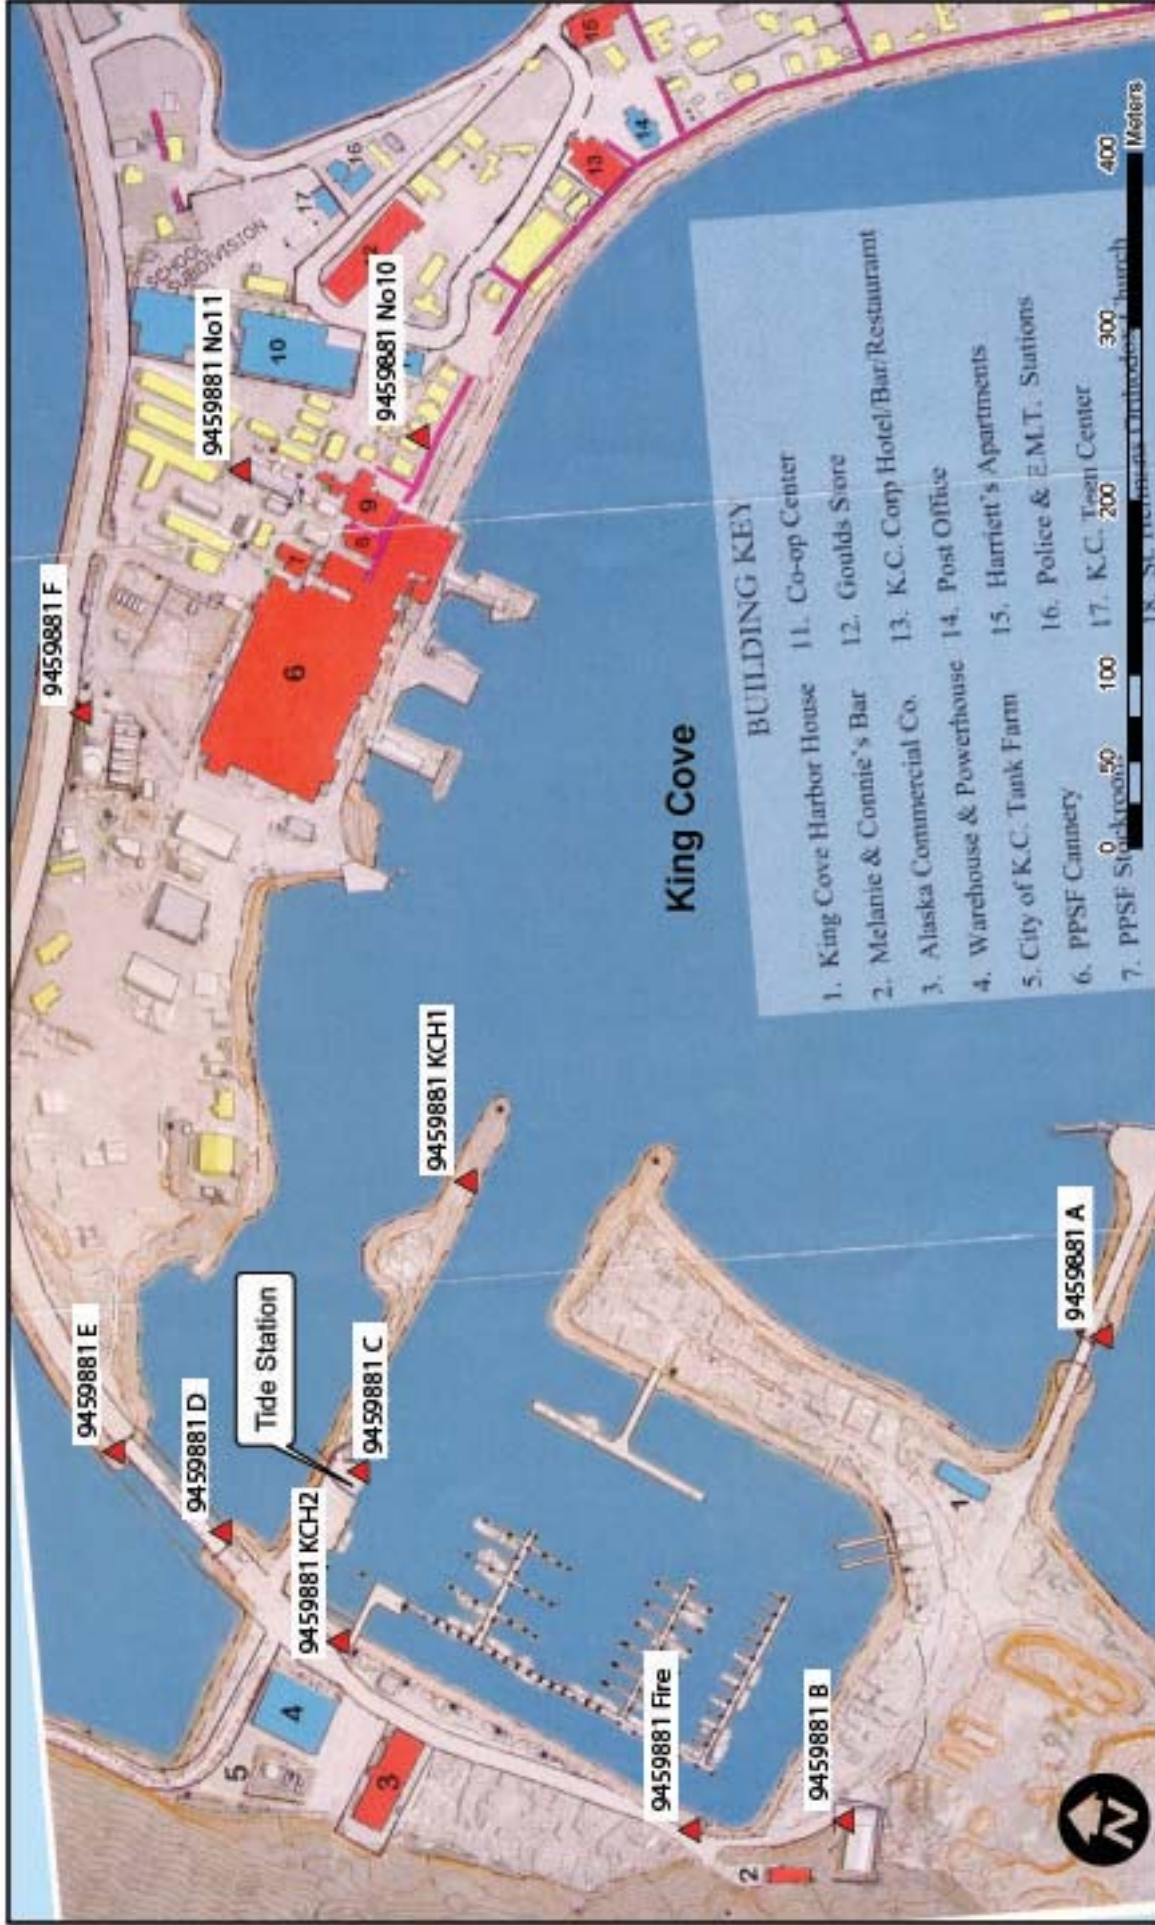 9459881 E
9459881 F
9459881 D
9459881 No11
SCHOOL
SUBDIVISION
17
16
15
Tide Station
10
9459881 No10
13
14
9459881 KCH2
9459881 C
9459881 KCH1
6
9
5
4
3
King Cove
9459881 Fire
2
9459881 B
1
9459881 A
BUILDING KEY
1. King Cove Harbor House
2. Melanie & Connie's Bar
3. Alaska Commercial Co.
4. Warehouse & Powerhouse
5. City of K.C. Tank Farm
6. PPSF Cannery
7. PPSF Stockroom
11. Co-op Center
12. Goulds Store
13. K.C. Corp Hotel/Bar/Restaurant
14. Post Office
15. Harriett's Apartments
16. Police & E.M.T. Stations
17. K.C. Teen Center
N
0 50 100 200 300 400
Meters